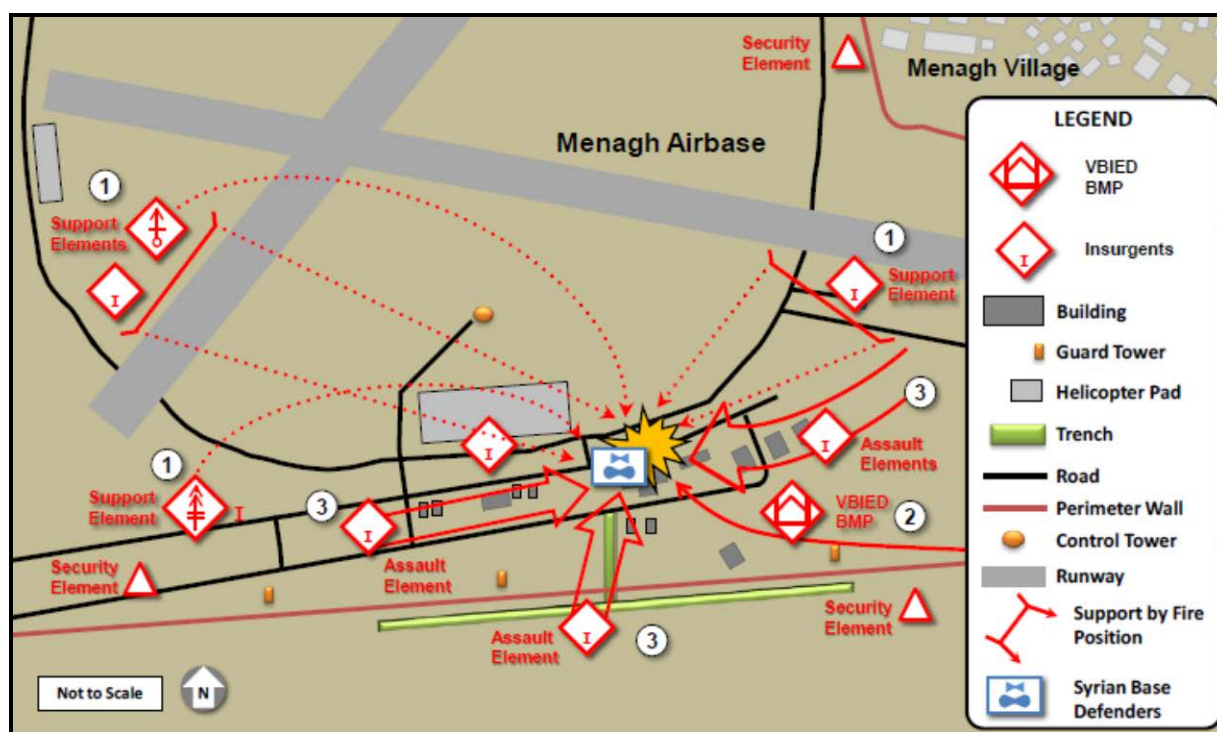 Security
Element
Menagh Village
Menagh Airbase
1
Support
Elements
I
1
Support
Element
I
3
Assault
Elements
I
I
1
Support
Element
I
3
I
Assault
Element
VBIED
BMP
2
Security
Element
Assault
Element
I
3
Security
Element
Not to Scale
N
LEGEND
VBIED
BMP
I
Insurgents
Building
Guard Tower
Helicopter Pad
Trench
Road
Perimeter Wall
Control Tower
Runway
Support by Fire
Position
Syrian Base
Defenders